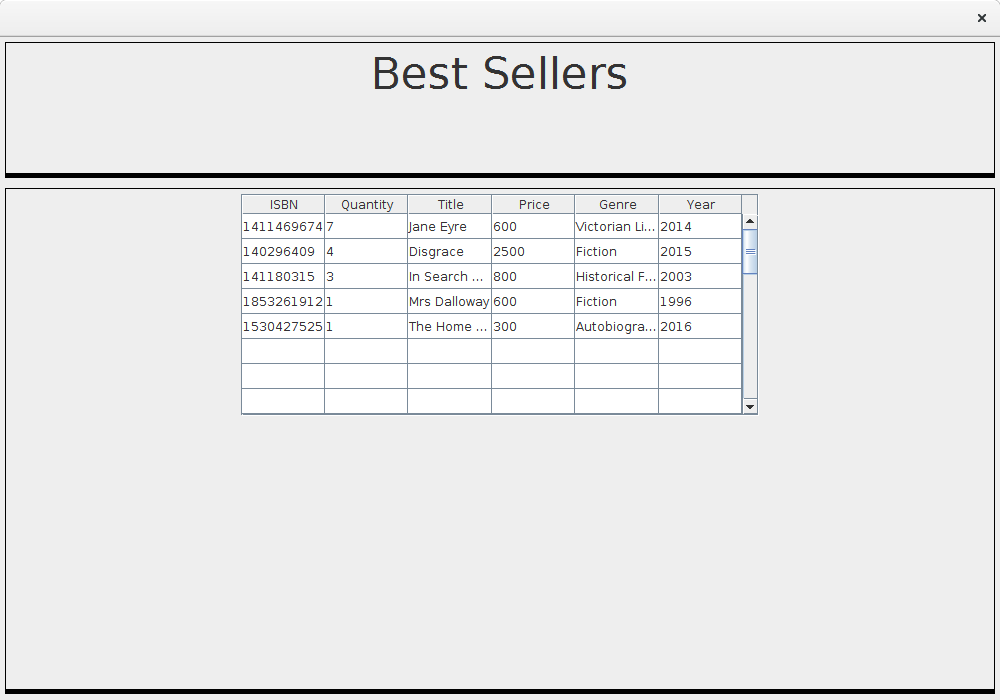 Best Sellers
ISBN Quantity Title Price Genre Year
1411469674 7 Jane Eyre 600 Victorian Li... 2014
140296409 4 Disgrace 2500 Fiction 2015
141180315 3 In Search ... 800 Historical F... 2003
1853261912 1 Mrs Dalloway 600 Fiction 1996
1530427525 1 The Home ... 300 Autobiogra... 2016